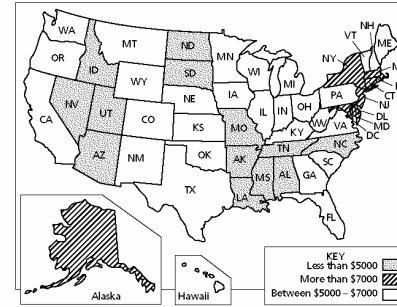 WA
MT
ND
MN
VT
NH
ME
OR
ID
SD
WI
MI
NY
WY
NE
IA
PA
NJ
CT
NV
UT
CO
KS
MO
IL
IN
OH
WV
VA
DL
MD
DC
CA
AZ
NM
OK
AR
KY
TN
NC
SC
TX
LA
MS
AL
GA
FL
Alaska
Hawaii
KEY
Less than $5000
More than $7000
Between $5000 – $7000